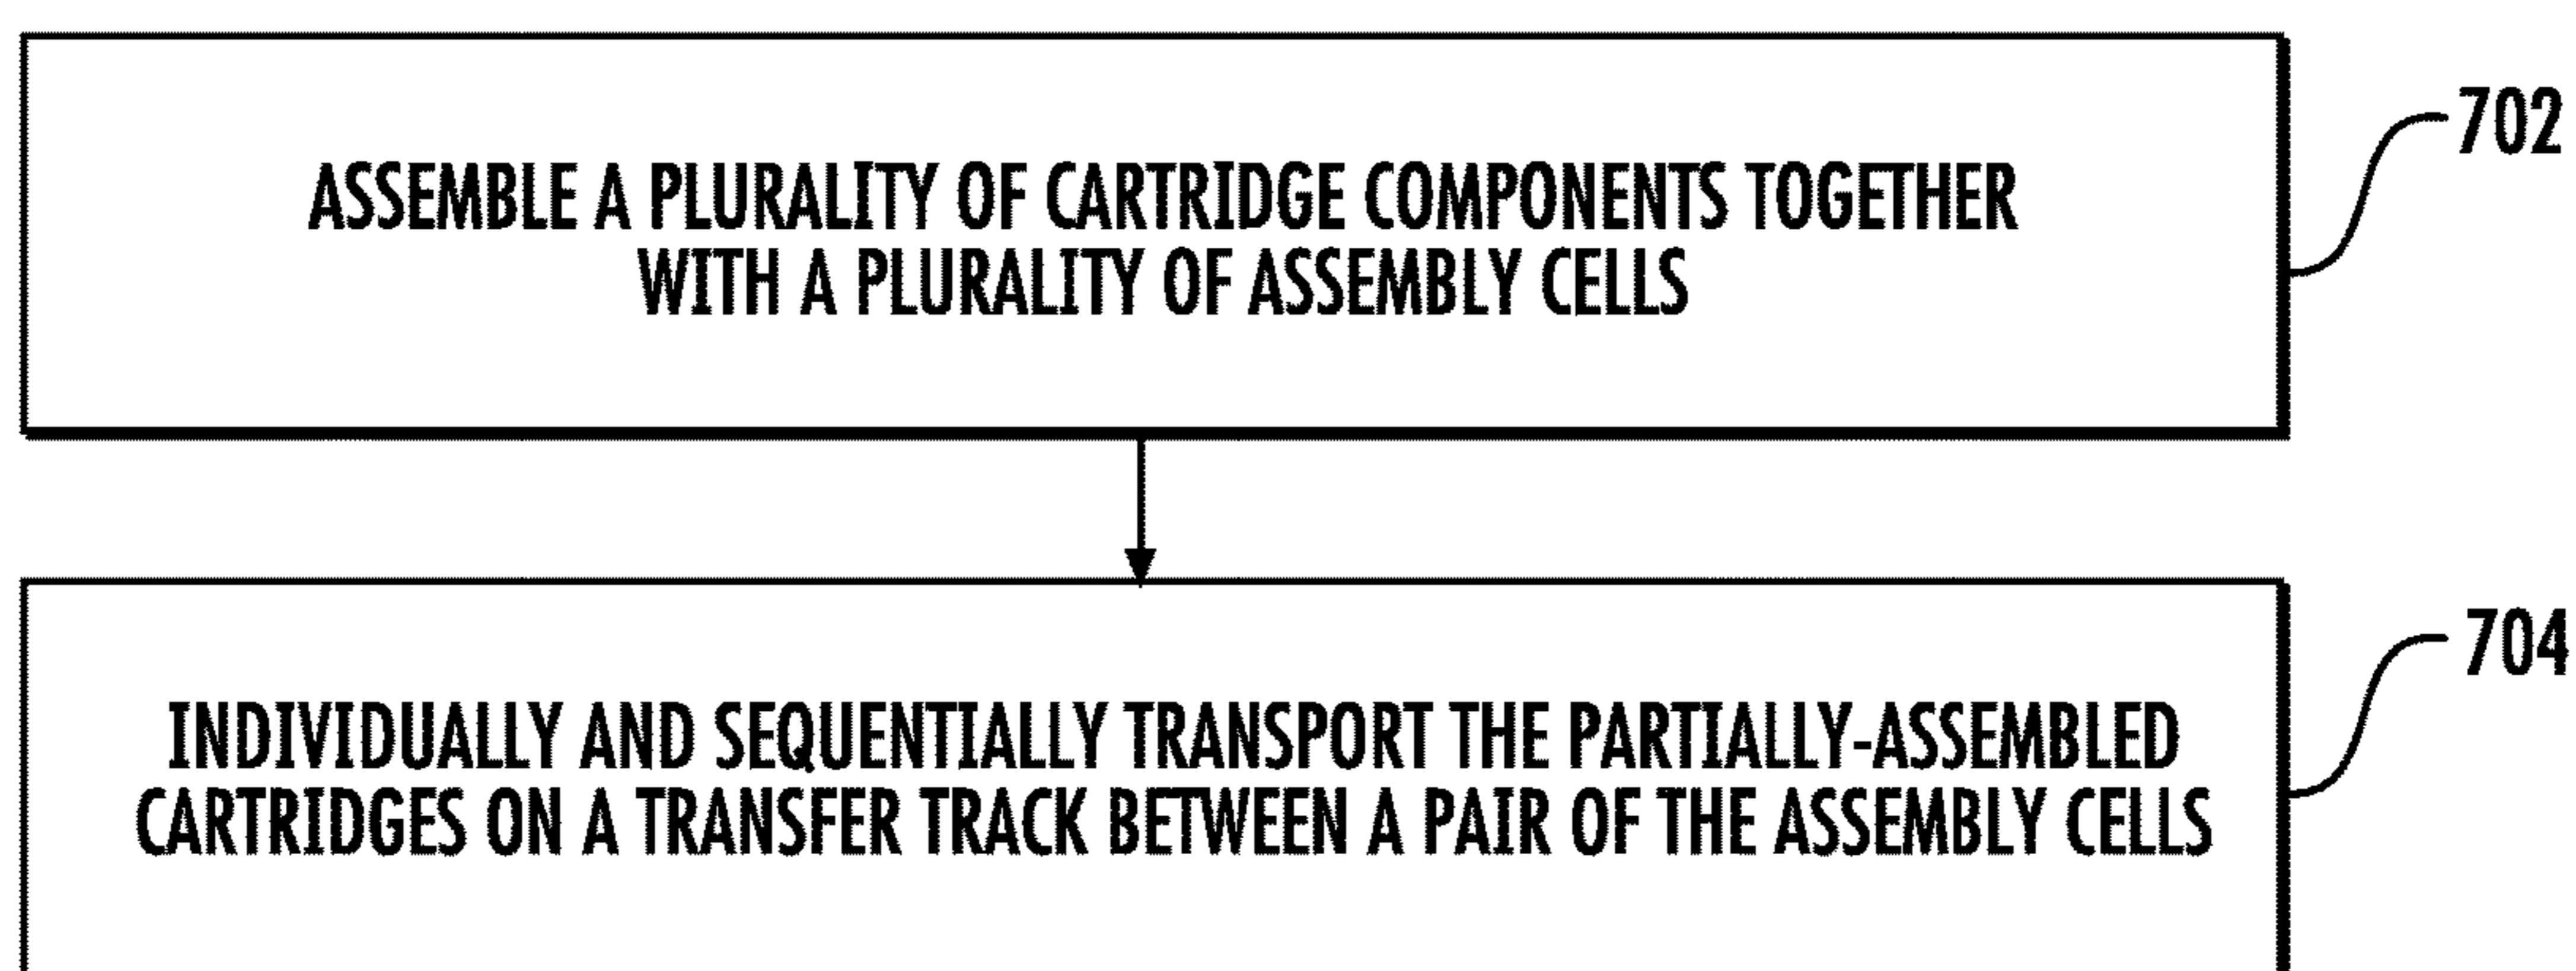 ASSEMBLE A PLURALITY OF CARTRIDGE COMPONENTS TOGETHER
WITH A PLURALITY OF ASSEMBLY CELLS
702
INDIVIDUALLY AND SEQUENTIALLY TRANSPORT THE PARTIALLY-ASSEMBLED
CARTRIDGES ON A TRANSFER TRACK BETWEEN A PAIR OF THE ASSEMBLY CELLS
704